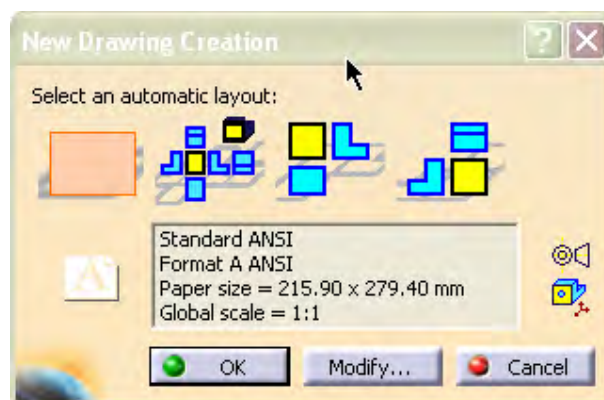 New Drawing Creation
Select an automatic layout:
Standard ANSI
Format A ANSI
Paper size = 215.90 x 279.40 mm
Global scale = 1:1
OK Modify... Cancel